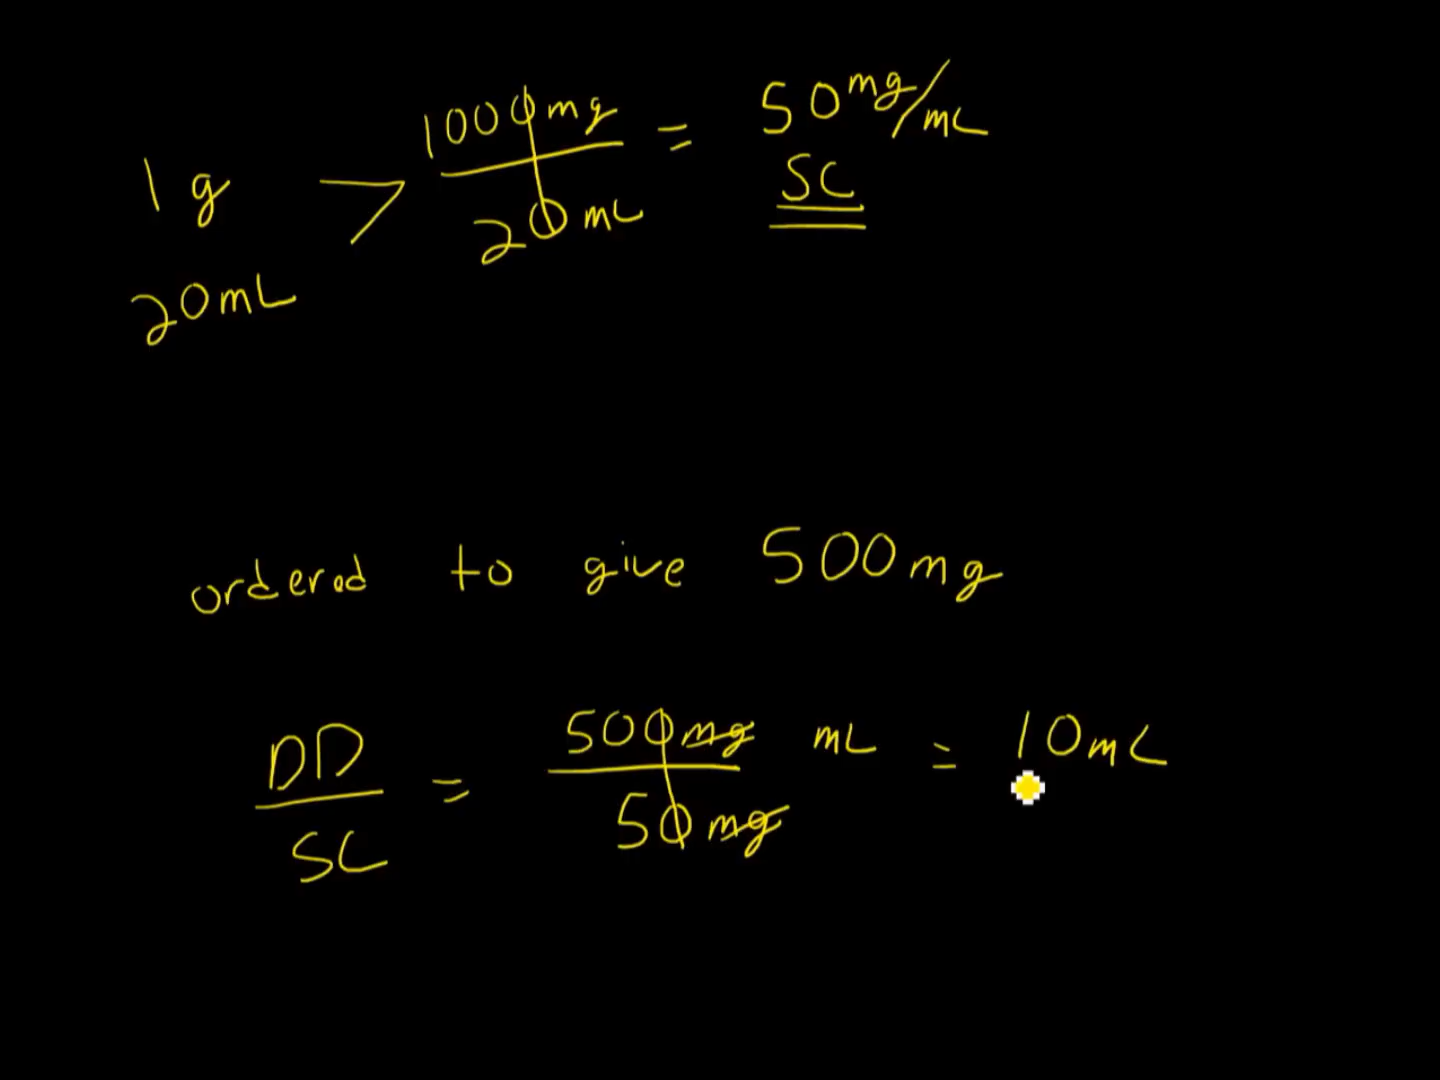 1g > 1000mg / 20mL = 50mg/mL
20mL
SC
ordered to give 500mg
DD / SC = 500mg / 50mg mL = 10mL